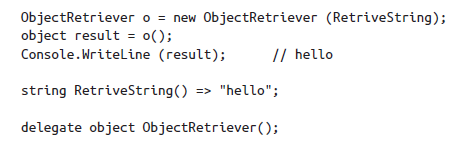 ObjectRetriever o = new ObjectRetriever (RetriveString);
object result = o();
Console.WriteLine (result);      // hello
string RetriveString() => "hello";
delegate object ObjectRetriever();